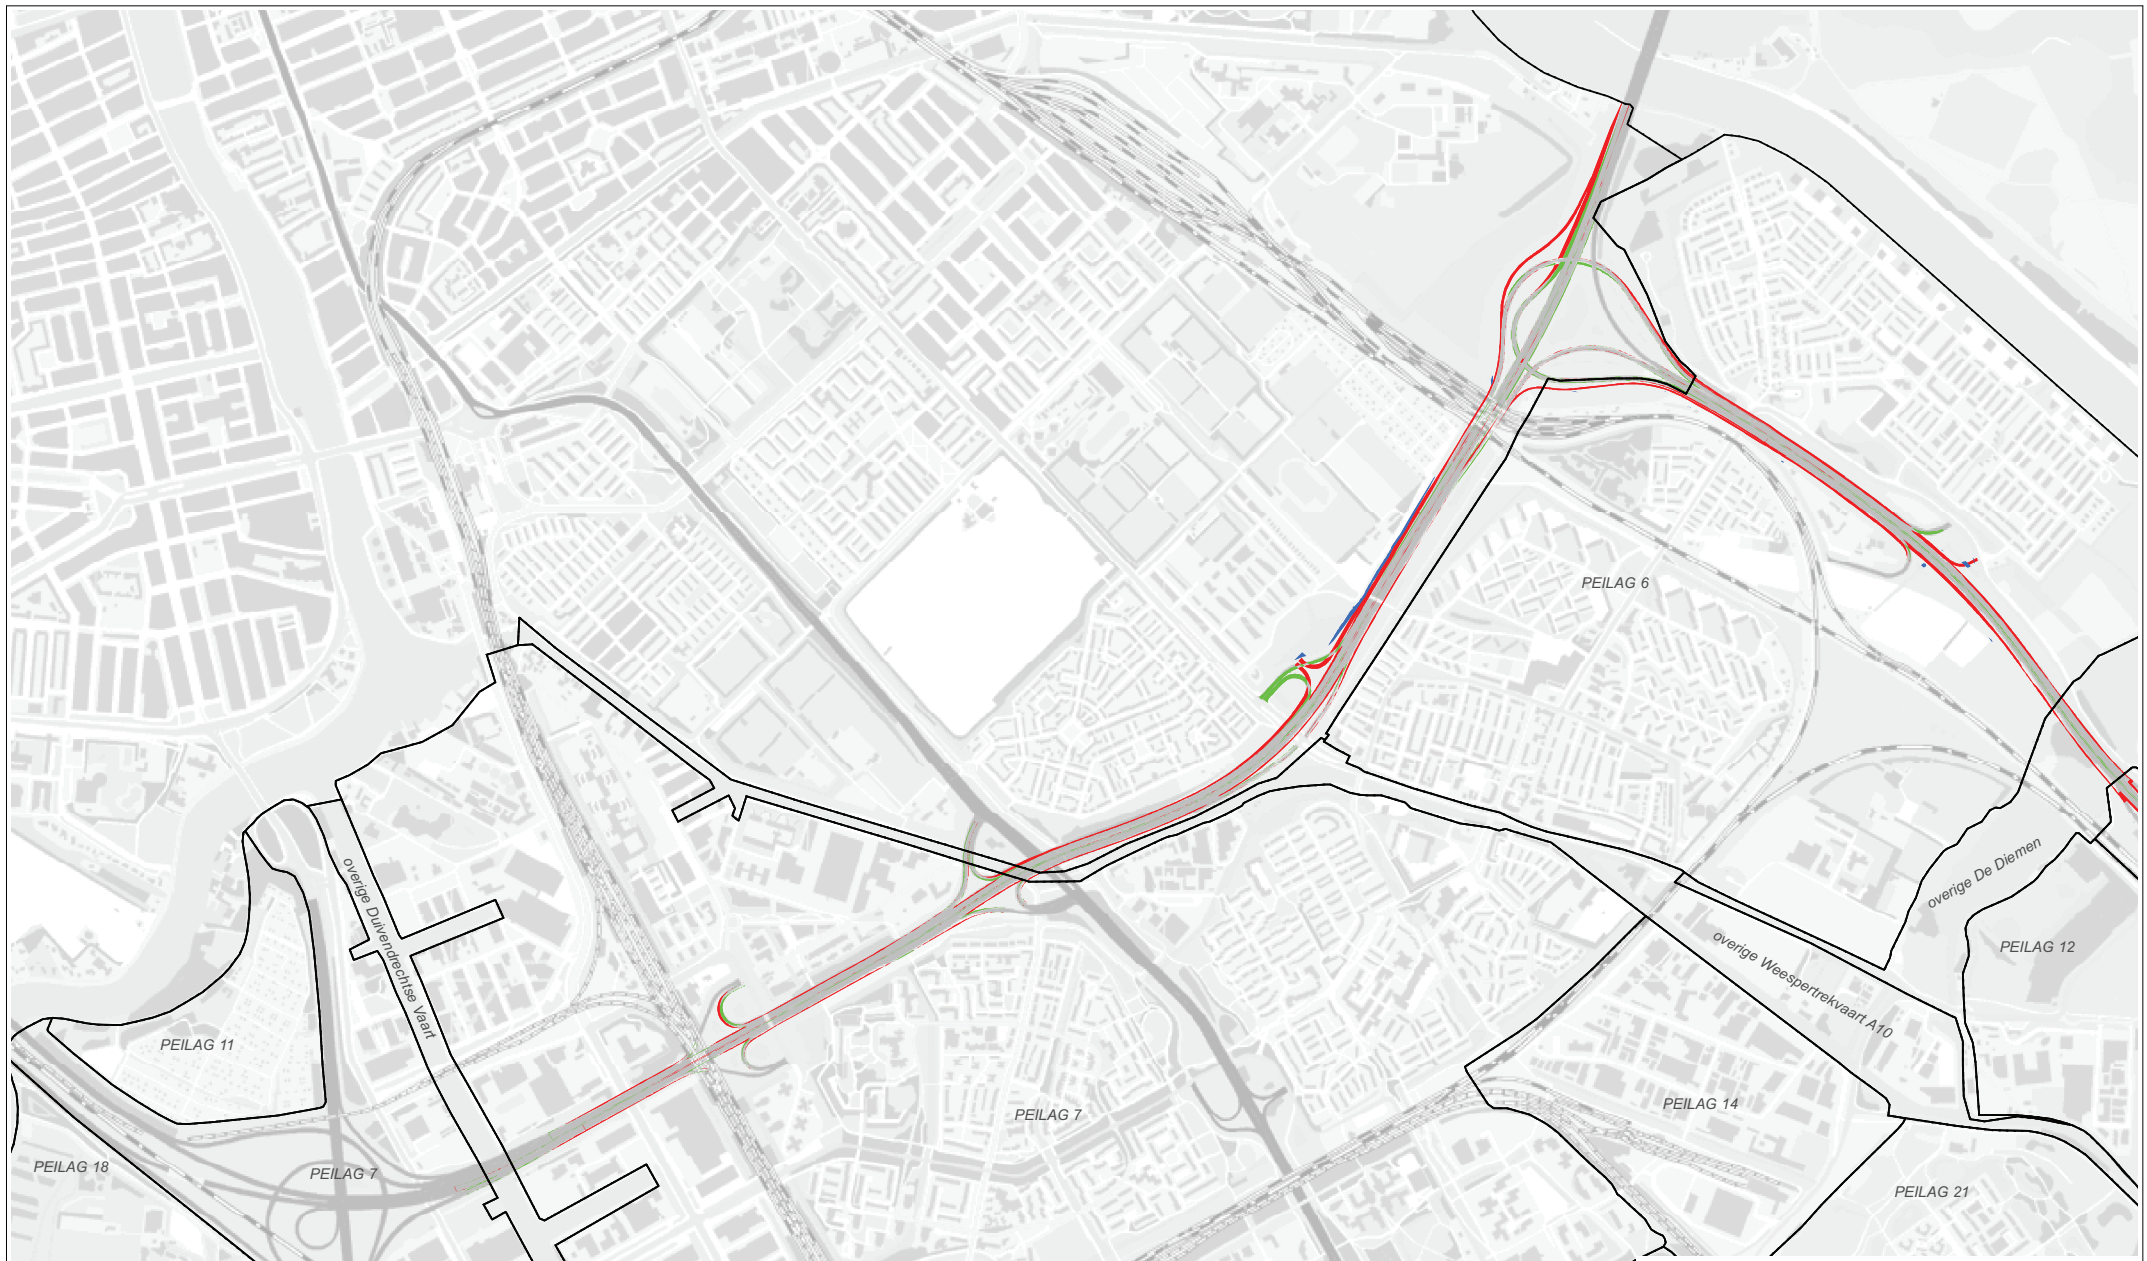 PEILAG 6
overige Duivendrechtse Vaart
overige De Diemen
overige Weespertrekvaart A10
PEILAG 12
PEILAG 11
PEILAG 14
PEILAG 7
PEILAG 18
PEILAG 7
PEILAG 21